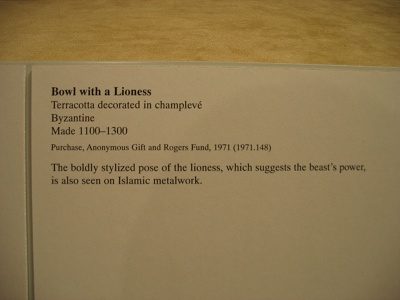 Bowl with a Lioness
Terracotta decorated in champlevé
Byzantine
Made 1100–1300
Purchase, Anonymous Gift and Rogers Fund, 1971 (1971.148)
The boldly stylized pose of the lioness, which suggests the beast's power,
is also seen on Islamic metalwork.